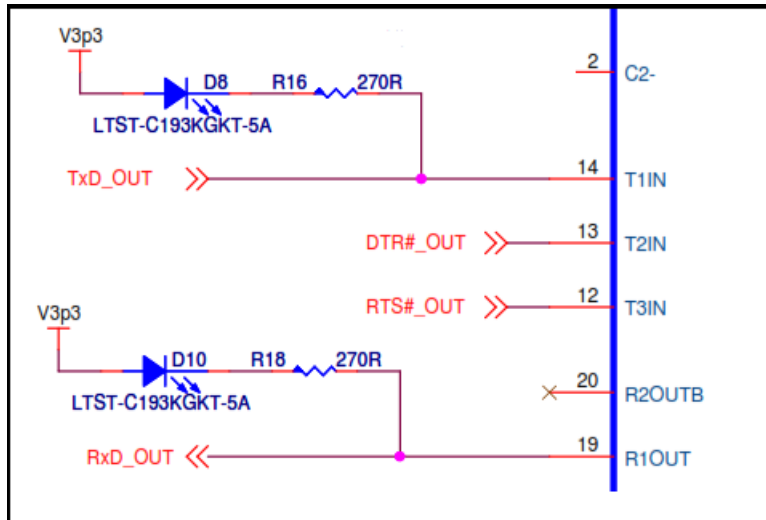 V3p3
D8 R16 270R
LTST-C193KGKT-5A
2 C2-
TxD_OUT 14 T1IN
DTR#_OUT 13 T2IN
RTS#_OUT 12 T3IN
V3p3
D10 R18 270R
LTST-C193KGKT-5A
20 R2OUTB
RxD_OUT 19 R1OUT